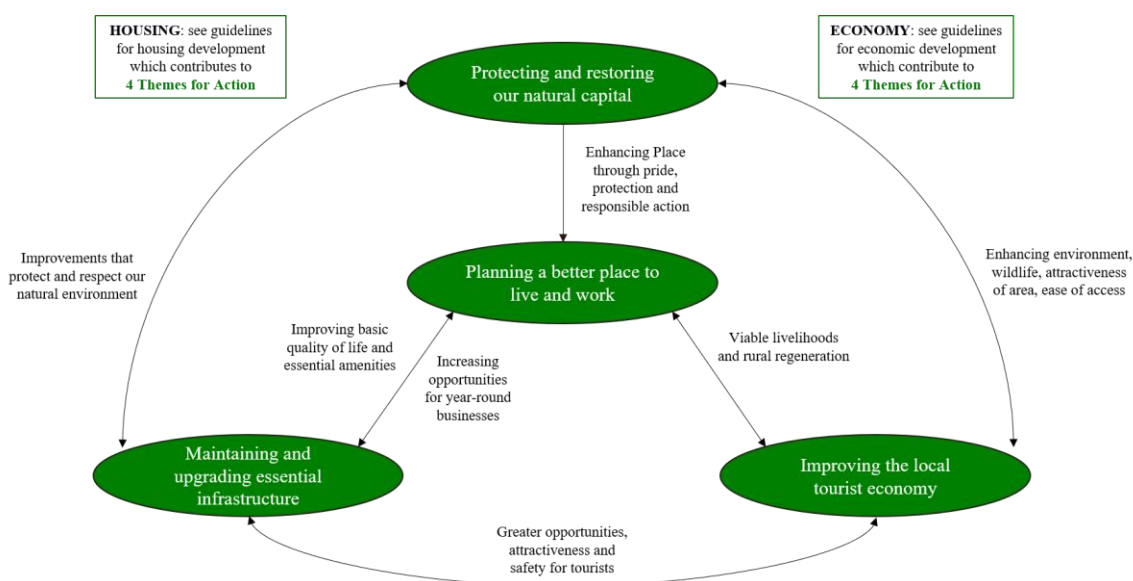 HOUSING: see guidelines
for housing development
which contributes to
4 Themes for Action
ECONOMY: see guidelines
for economic development
which contribute to
4 Themes for Action
Protecting and restoring
our natural capital
Enhancing Place
through pride,
protection and
responsible action
Improvements that
protect and respect our
natural environment
Enhancing environment,
wildlife, attractiveness
of area, ease of access
Planning a better place to
live and work
Improving basic
quality of life and
essential amenities
Increasing
opportunities
for year-round
businesses
Viable livelihoods
and rural regeneration
Maintaining and
upgrading essential
infrastructure
Improving the local
tourist economy
Greater opportunities,
attractiveness and
safety for tourists